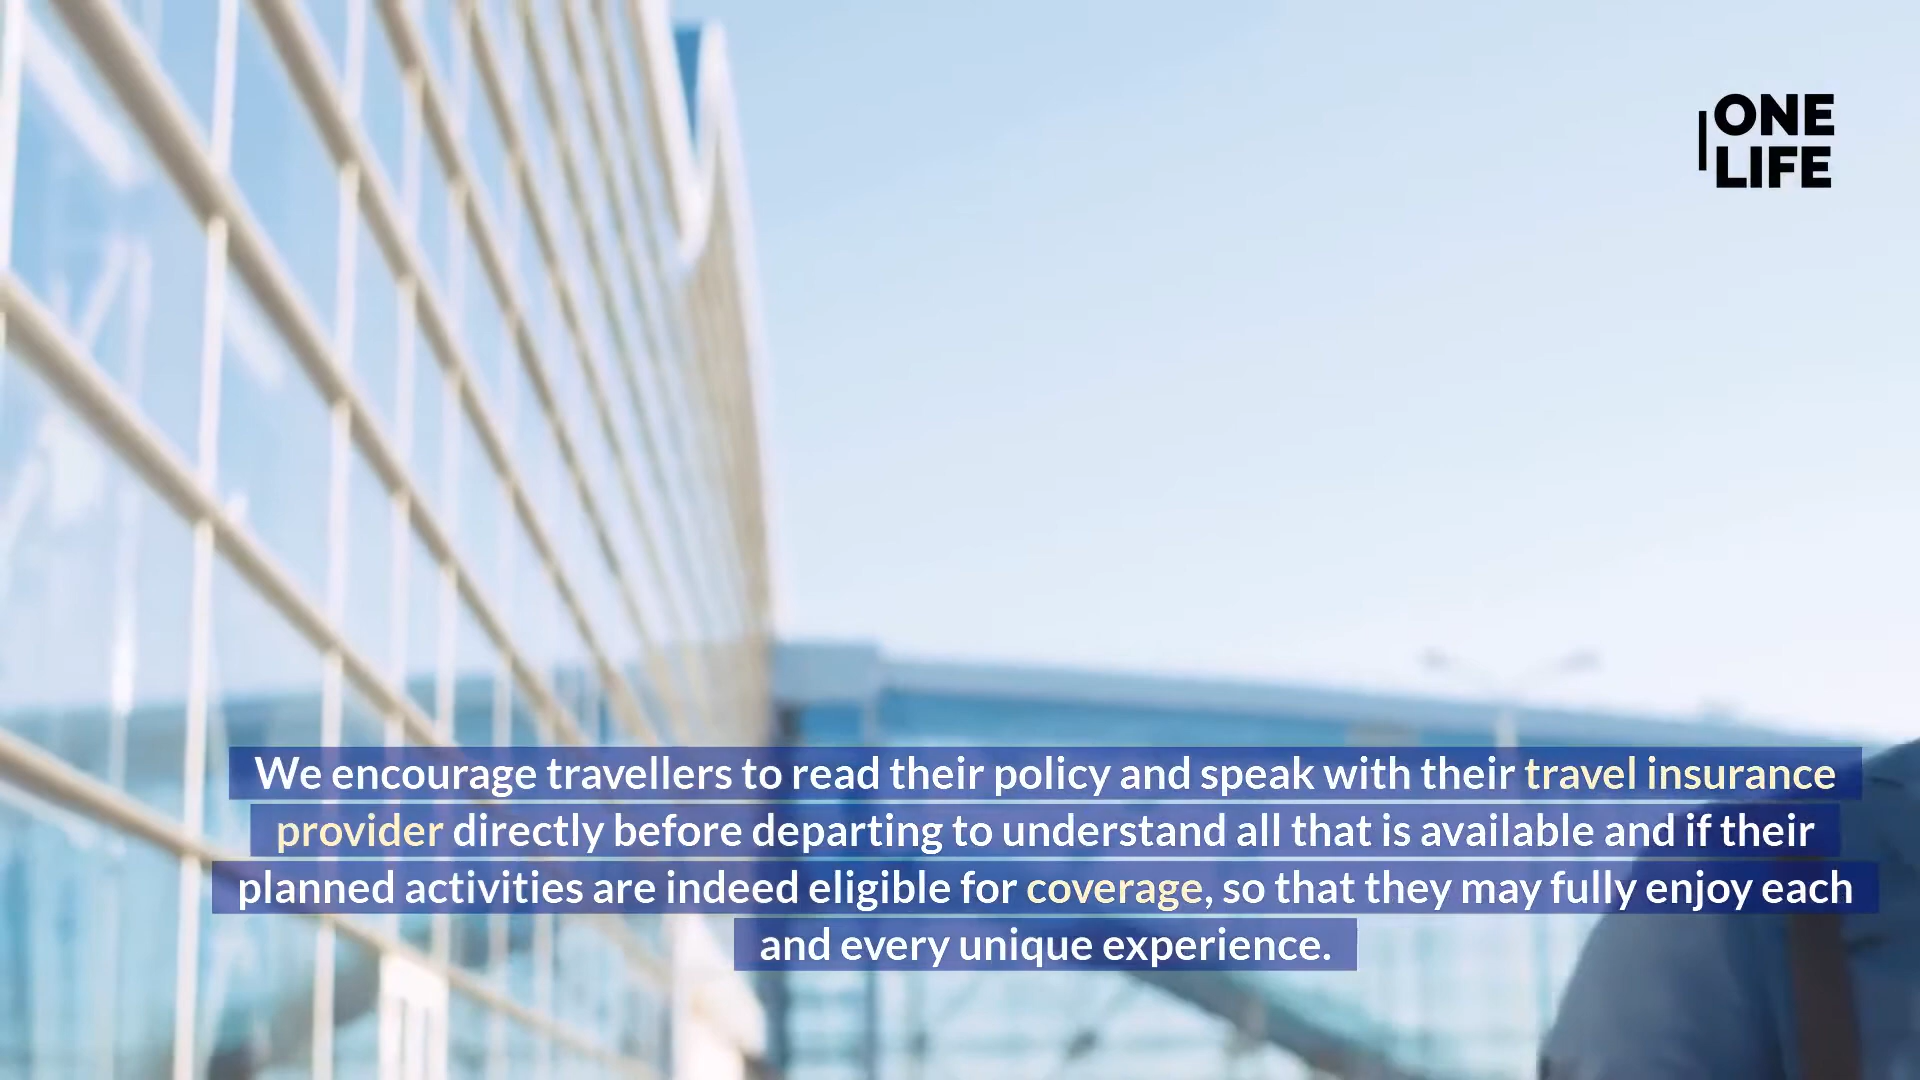 ONE
LIFE
We encourage travellers to read their policy and speak with their travel insurance
provider directly before departing to understand all that is available and if their
planned activities are indeed eligible for coverage, so that they may fully enjoy each
and every unique experience.